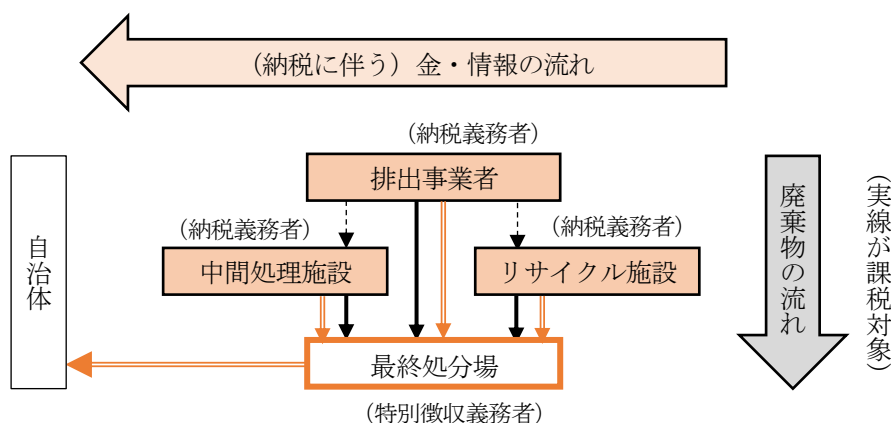 (納税に伴う）金・情報の流れ
(納税義務者)
排出事業者
(納税義務者)
(納税義務者)
中間処理施設
リサイクル施設
最終処分場
(特別徴収義務者)
自治体
廃棄物の流れ
(実線が課税対象)